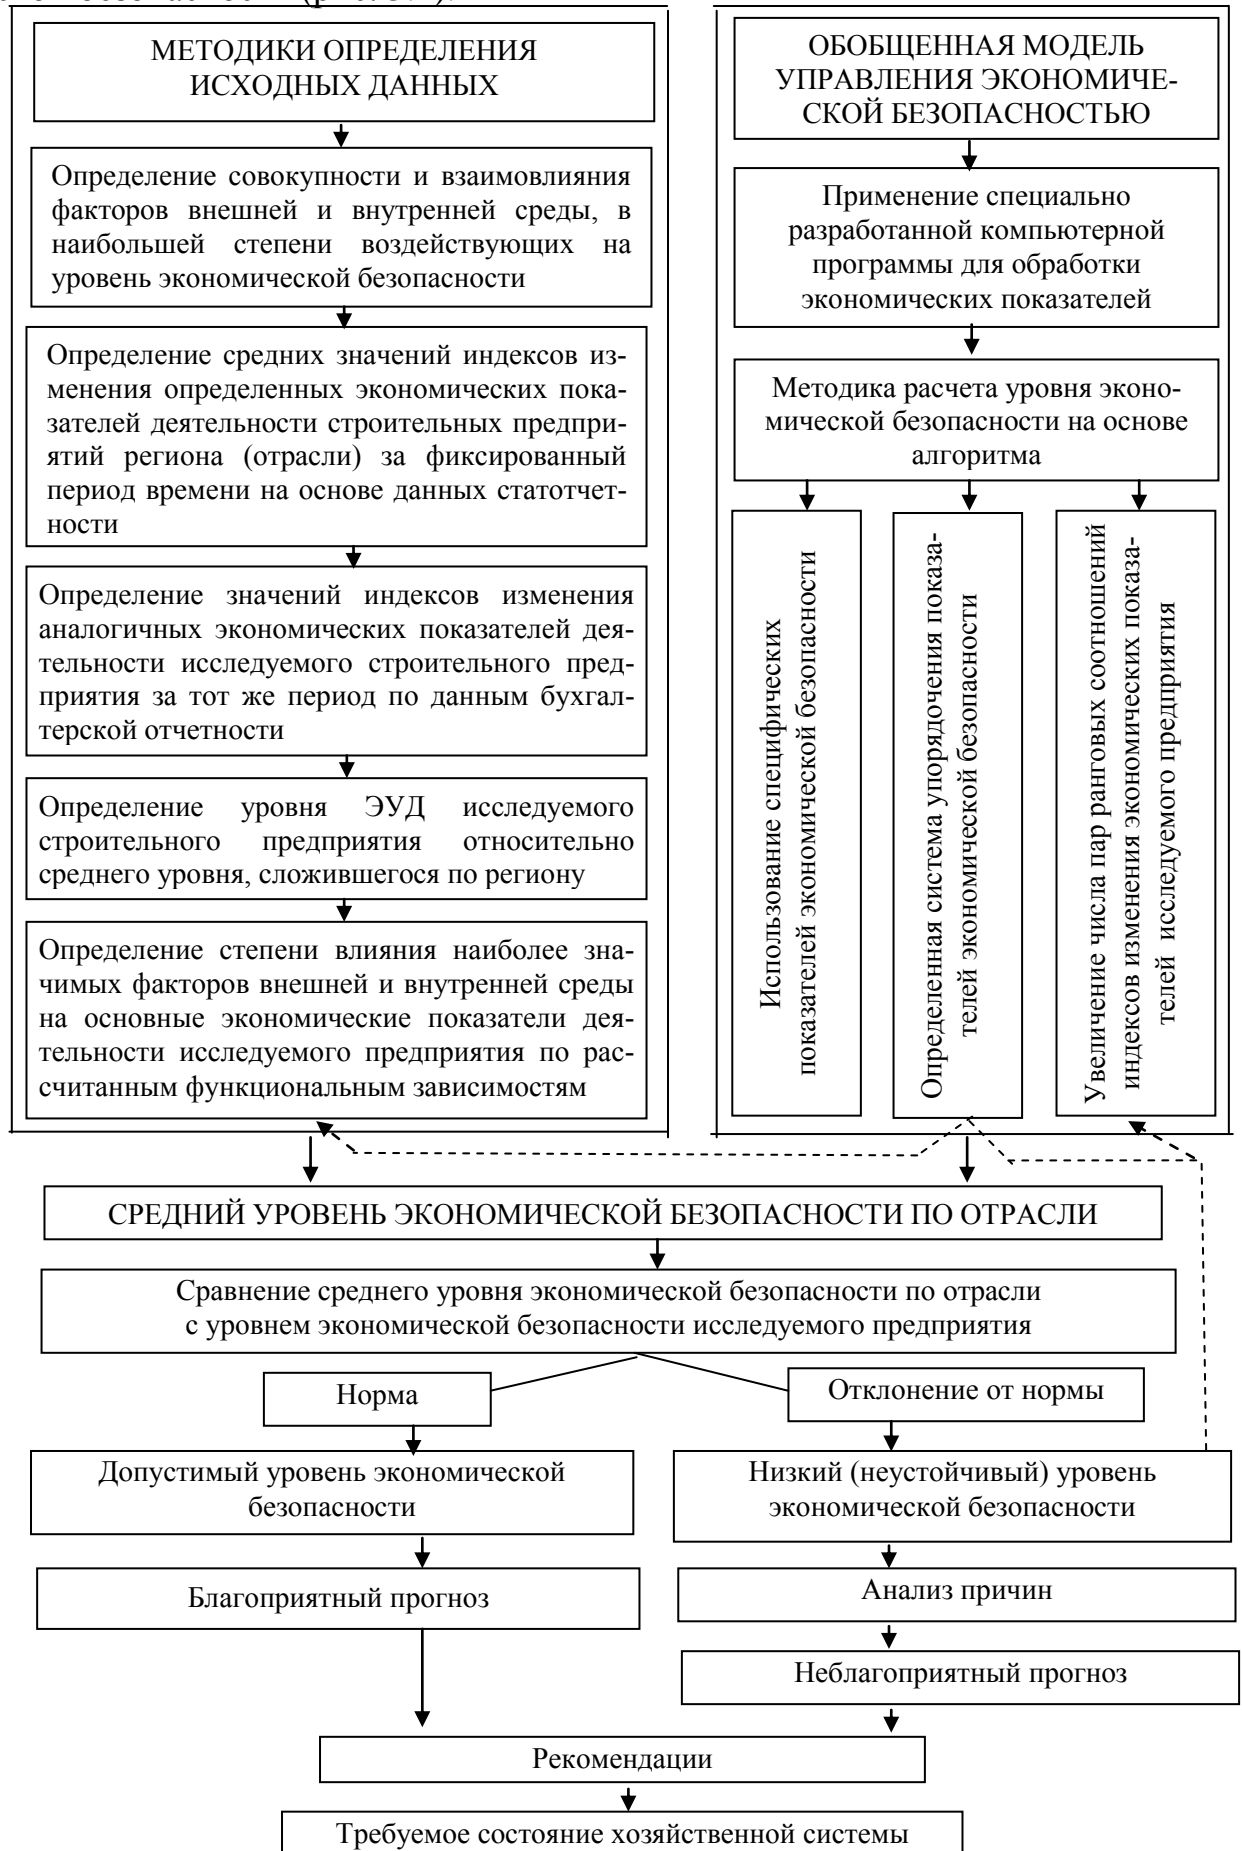 МЕТОДИКИ ОПРЕДЕЛЕНИЯ
ИСХОДНЫХ ДАННЫХ
Определение совокупности и взаимовлияния
факторов внешней и внутренней среды, в
наибольшей степени воздействующих на
уровень экономической безопасности
Определение средних значений индексов из-
менения определенных экономических пока-
зателей деятельности строительных предпри-
ятий региона (отрасли) за фиксированный
период времени на основе данных статотчет-
ности
Определение значений индексов изменения
аналогичных экономических показателей дея-
тельности исследуемого строительного пред-
приятия за тот же период по данным бухгал-
терской отчетности
Определение уровня ЭУД исследуемого
строительного предприятия относительно
среднего уровня, сложившегося по региону
Определение степени влияния наиболее зна-
чимых факторов внешней и внутренней среды
на основные экономические показатели дея-
тельности исследуемого предприятия по рас-
считанным функциональным зависимостям
ОБОБЩЕННАЯ МОДЕЛЬ
УПРАВЛЕНИЯ ЭКОНОМИЧЕ-
СКОЙ БЕЗОПАСНОСТЬЮ
Применение специально
разработанной компьютерной
программы для обработки
экономических показателей
Методика расчета уровня эконо-
мической безопасности на основе
алгоритма
Использование специфических
показателей экономической безопасности
Определенная система упорядочения показа-
телей экономической безопасности
Увеличение числа пар ранговых соотношений
индексов изменения экономических показа-
телей исследуемого предприятия
СРЕДНИЙ УРОВЕНЬ ЭКОНОМИЧЕСКОЙ БЕЗОПАСНОСТИ ПО ОТРАСЛИ
Сравнение среднего уровня экономической безопасности по отрасли
с уровнем экономической безопасности исследуемого предприятия
Норма
Отклонение от нормы
Допустимый уровень экономической
безопасности
Низкий (неустойчивый) уровень
экономической безопасности
Благоприятный прогноз
Анализ причин
Неблагоприятный прогноз
Рекомендации
Требуемое состояние хозяйственной системы